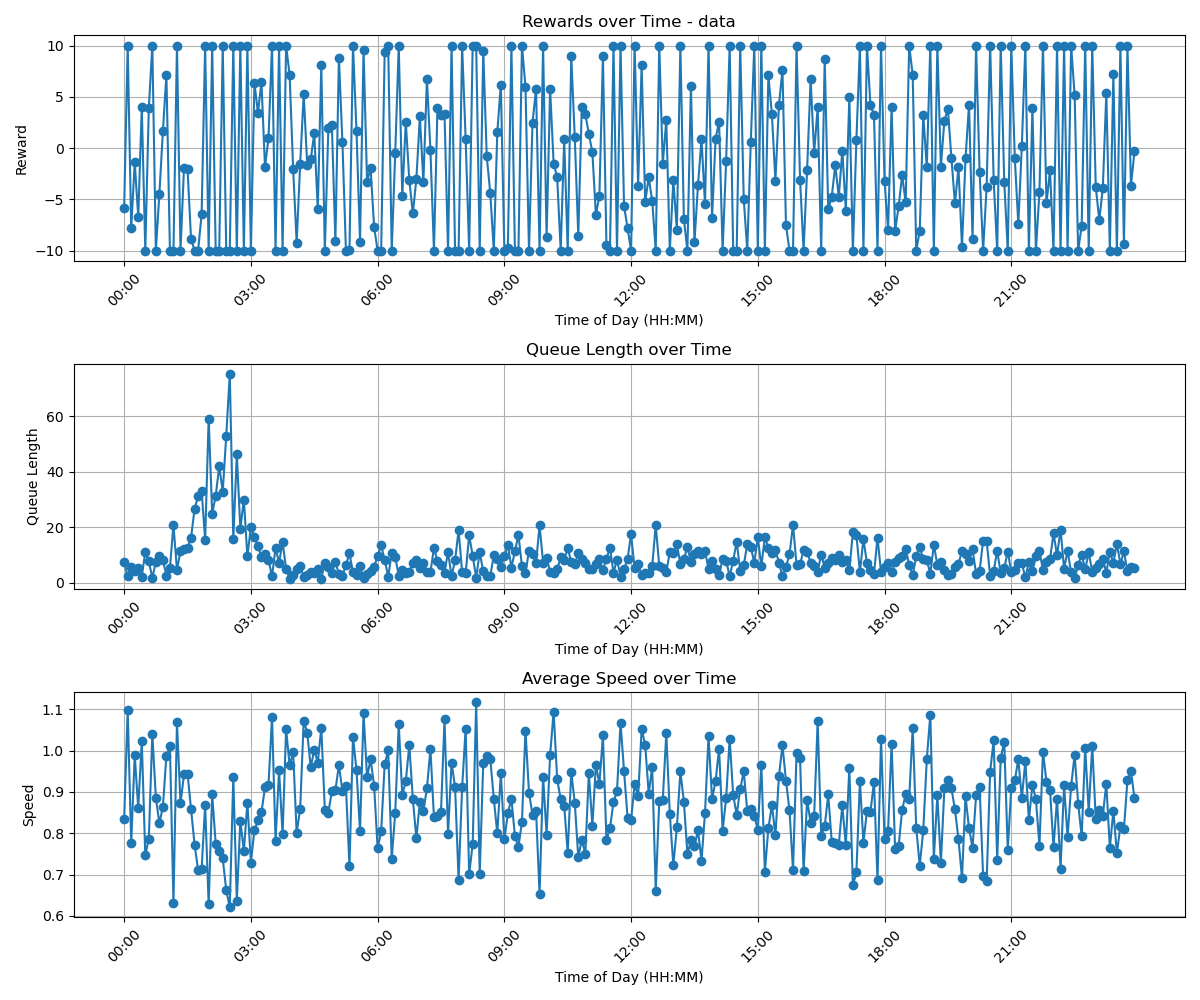 Rewards over Time - data
Reward
10
5
0
−5
−10
00:00 03:00 06:00 09:00 12:00 15:00 18:00 21:00
Time of Day (HH:MM)
Queue Length over Time
Queue Length
60
40
20
0
00:00 03:00 06:00 09:00 12:00 15:00 18:00 21:00
Time of Day (HH:MM)
Average Speed over Time
Speed
1.1
1.0
0.9
0.8
0.7
0.6
00:00 03:00 06:00 09:00 12:00 15:00 18:00 21:00
Time of Day (HH:MM)